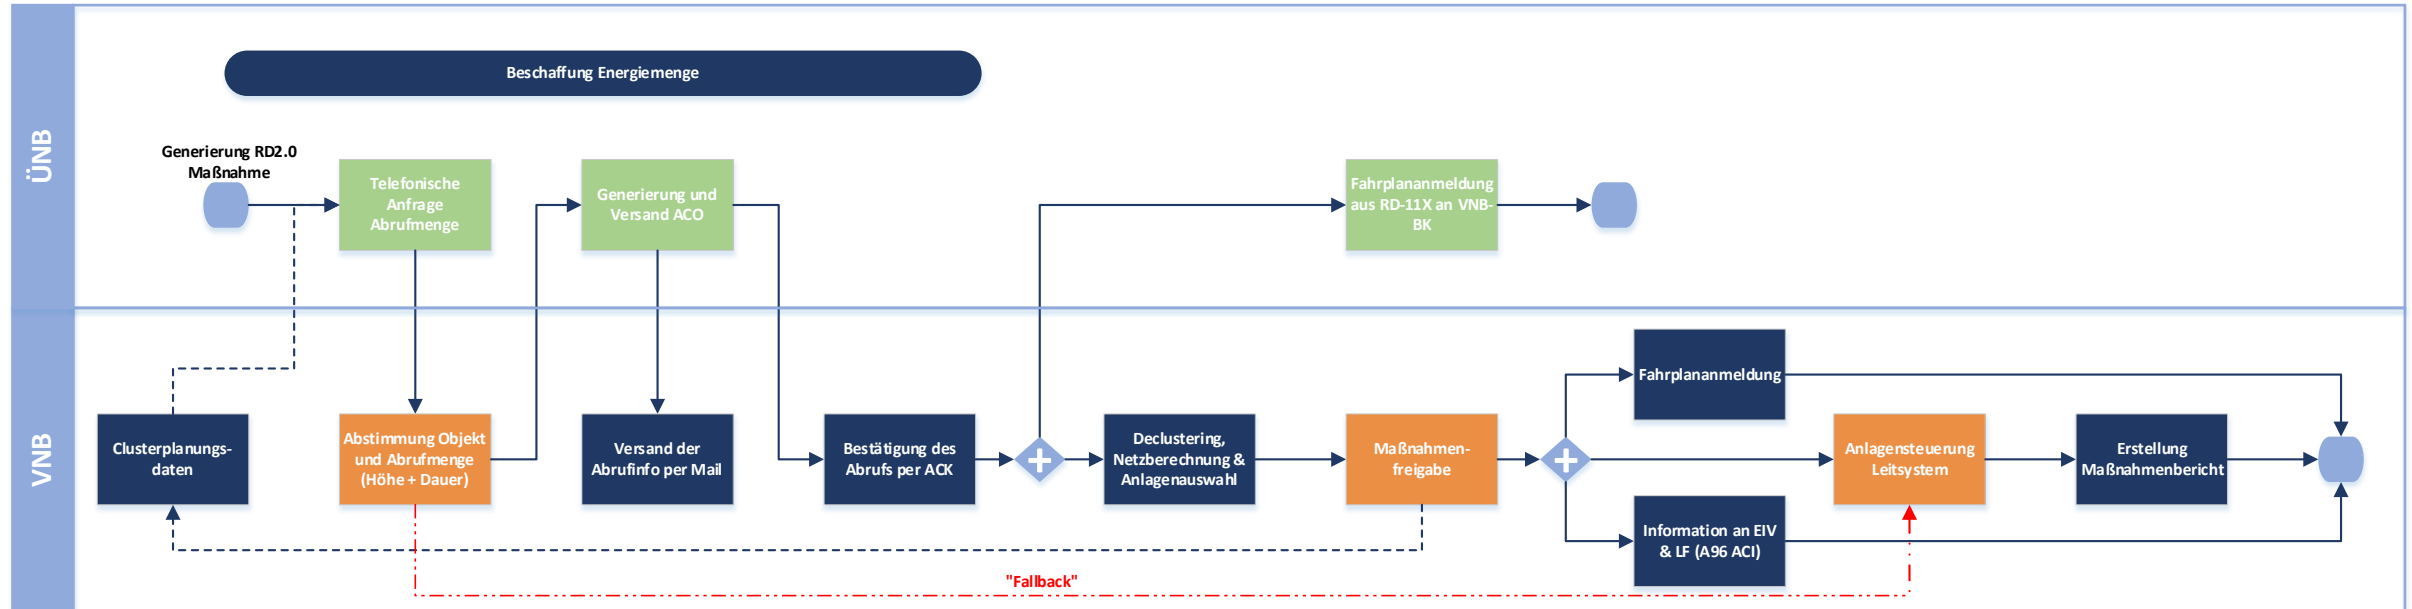 ÜNB
Beschaffung Energiemenge
Generierung RD2.0
Maßnahme
Telefonische
Anfrage
Abrufmenge
Generierung und
Versand ACO
Fahrplananmeldung
aus RD-11X an VNB-
BK
VNB
Clusterplanungs-
daten
Abstimmung Objekt
und Abrufmenge
(Höhe + Dauer)
Versand der
Abrufinfo per Mail
Bestätigung des
Abrufs per ACK
Declustering,
Netzberechnung &
Anlagenauswahl
Maßnahmen-
freigabe
Fahrplananmeldung
Information an EIV
& LF (A96 ACI)
Anlagensteuerung
Leitsystem
Erstellung
Maßnahmenbericht
"Fallback"